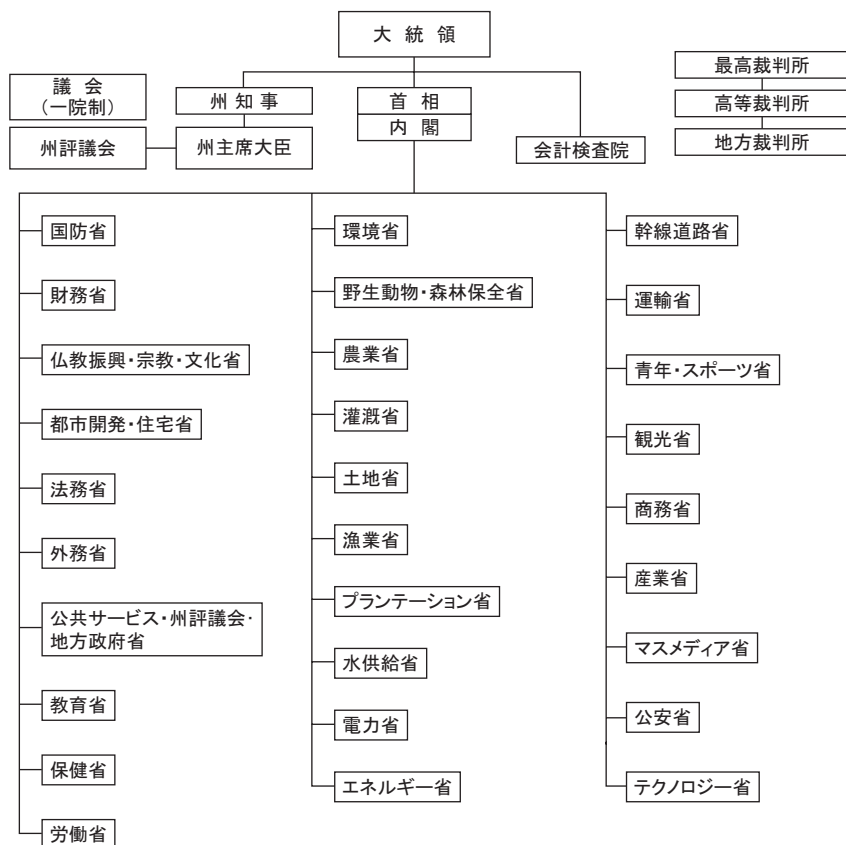 大統領
議会
(一院制)
州知事
首相
内閣
最高裁判所
高等裁判所
州評議会
州主席大臣
会計検査院
地方裁判所
国防省
財務省
仏教振興・宗教・文化省
都市開発・住宅省
法務省
外務省
公共サービス・州評議会・
地方政府省
教育省
保健省
労働省
環境省
野生動物・森林保全省
農業省
灌漑省
土地省
漁業省
プランテーション省
水供給省
電力省
エネルギー省
幹線道路省
運輸省
青年・スポーツ省
観光省
商務省
産業省
マスメディア省
公安省
テクノロジー省